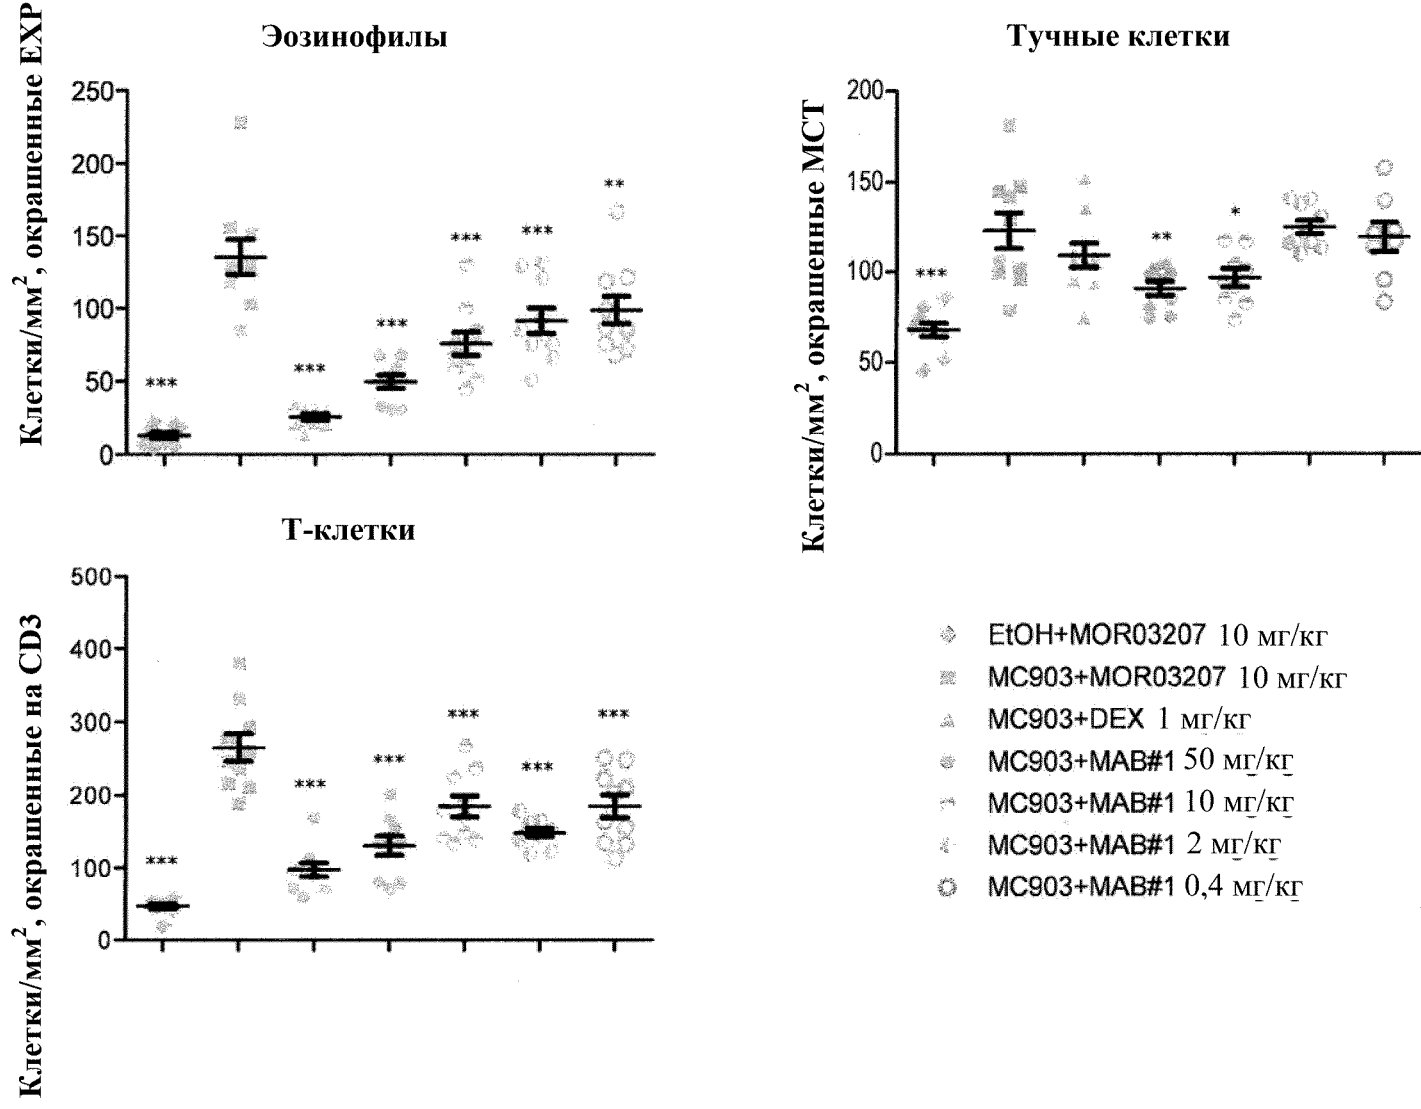 Эозинофилы
Клетки/мм², окрашенные EXP
250
200
150
100
50
0
***
***
***
***
***
**
Тучные клетки
Клетки/мм², окрашенные MCT
200
150
100
50
0
***
**
*
Т-клетки
Клетки/мм², окрашенные на CD3
500
400
300
200
100
0
***
***
***
***
***
***
EtOH+MOR03207 10 мг/кг
MC903+MOR03207 10 мг/кг
MC903+DEX 1 мг/кг
MC903+MAB#1 50 мг/кг
MC903+MAB#1 10 мг/кг
MC903+MAB#1 2 мг/кг
MC903+MAB#1 0,4 мг/кг